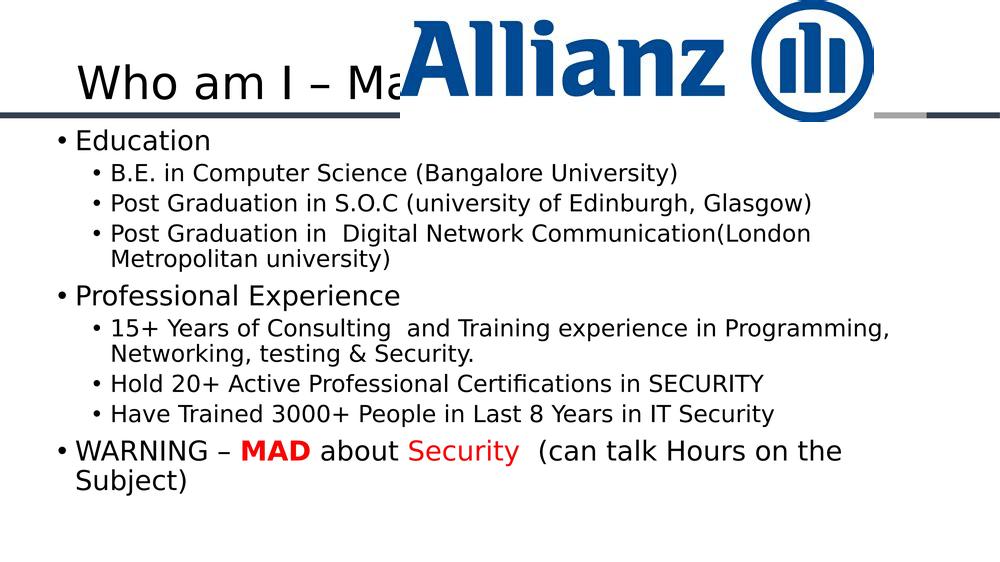 Allianz
Who am I – Ma
• Education
• B.E. in Computer Science (Bangalore University)
• Post Graduation in S.O.C (university of Edinburgh, Glasgow)
• Post Graduation in  Digital Network Communication(London
Metropolitan university)
• Professional Experience
• 15+ Years of Consulting  and Training experience in Programming,
Networking, testing & Security.
• Hold 20+ Active Professional Certifications in SECURITY
• Have Trained 3000+ People in Last 8 Years in IT Security
• WARNING – MAD about Security  (can talk Hours on the
Subject)